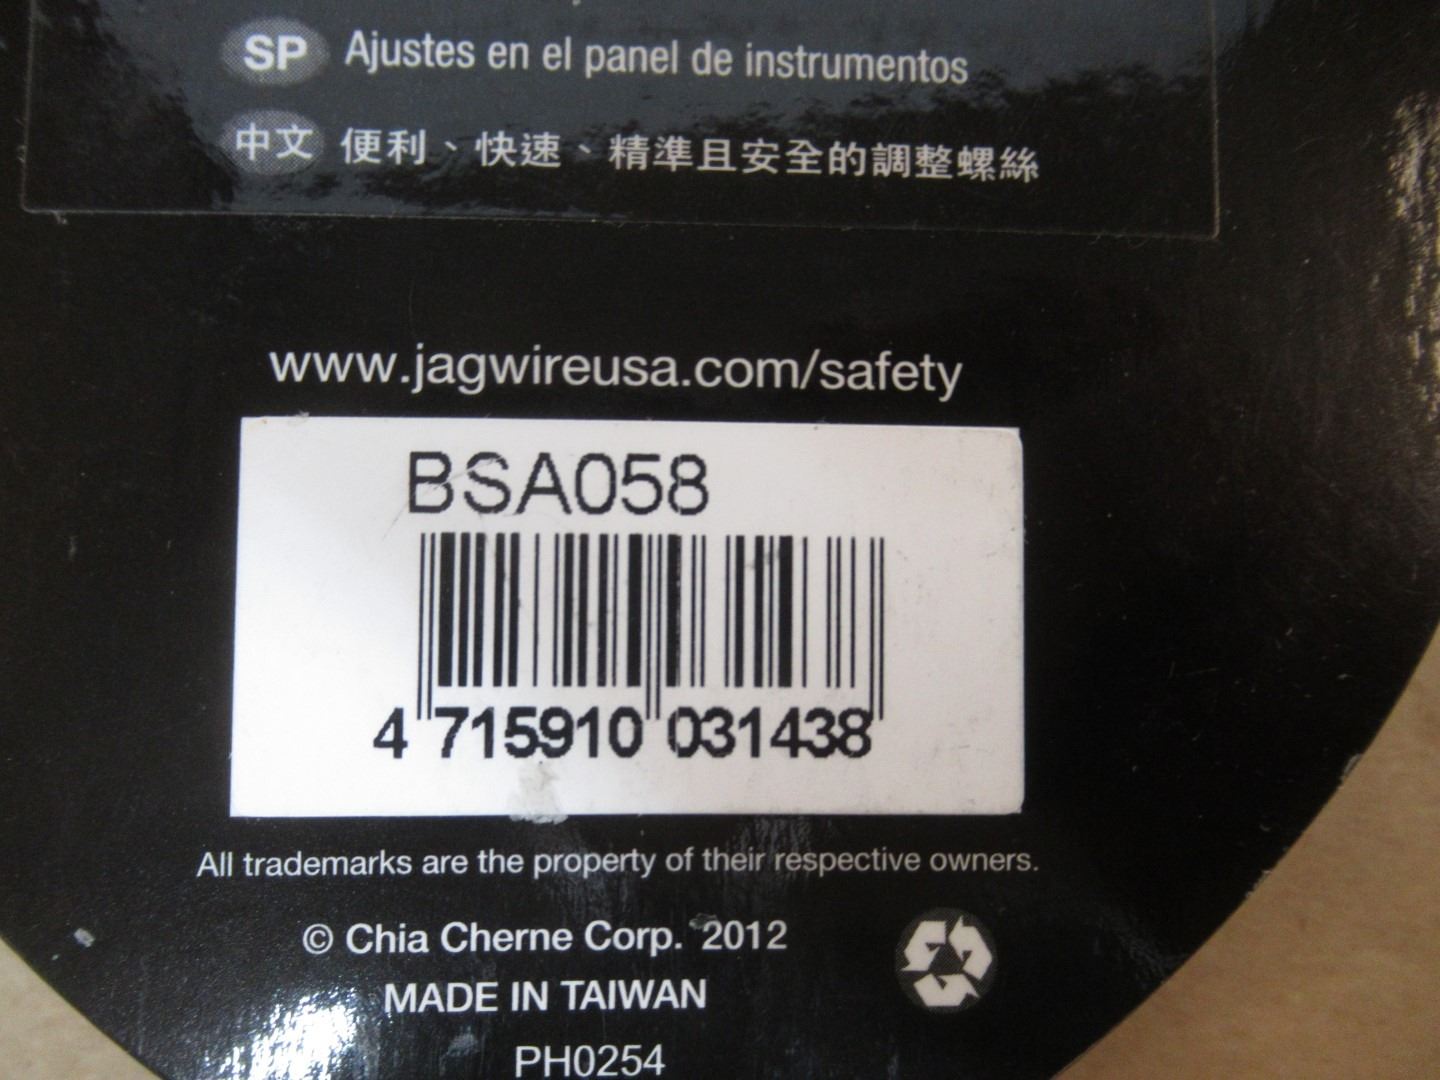 SP Ajustes en el panel de instrumentos
中文 便利、快速、精準且安全的調整螺絲
www.jagwireusa.com/safety
BSA058
4 715910 031438
All trademarks are the property of their respective owners.
© Chia Cherne Corp. 2012
MADE IN TAIWAN
PH0254